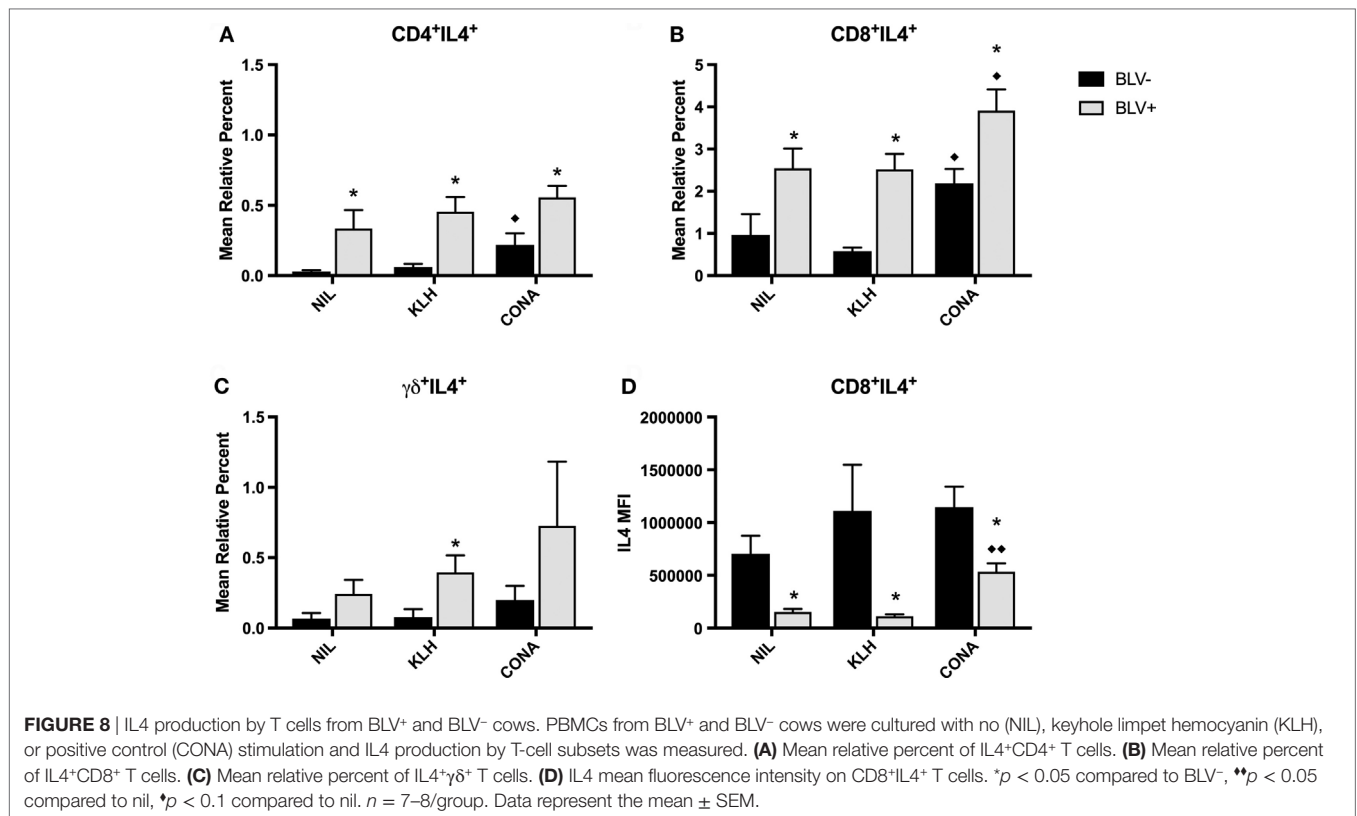 A CD4⁺IL4⁺
Mean Relative Percent
1.5
1.0
0.5
0.0
NIL KLH CONA
B CD8⁺IL4⁺
Mean Relative Percent
5
4
3
2
1
0
NIL KLH CONA
* * *
♦
* * *
♦ ♦
BLV-
BLV+
C γδ⁺IL4⁺
Mean Relative Percent
1.5
1.0
0.5
0.0
NIL KLH CONA
*
D CD8⁺IL4⁺
IL4 MFI
2000000
1500000
1000000
500000
0
NIL KLH CONA
* * *
♦♦
FIGURE 8 | IL4 production by T cells from BLV⁺ and BLV⁻ cows. PBMCs from BLV⁺ and BLV⁻ cows were cultured with no (NIL), keyhole limpet hemocyanin (KLH),
or positive control (CONA) stimulation and IL4 production by T-cell subsets was measured. (A) Mean relative percent of IL4⁺CD4⁺ T cells. (B) Mean relative percent
of IL4⁺CD8⁺ T cells. (C) Mean relative percent of IL4⁺γδ⁺ T cells. (D) IL4 mean fluorescence intensity on CD8⁺IL4⁺ T cells. *p < 0.05 compared to BLV⁻, ♦♦p < 0.05
compared to nil, ♦p < 0.1 compared to nil. n = 7–8/group. Data represent the mean ± SEM.